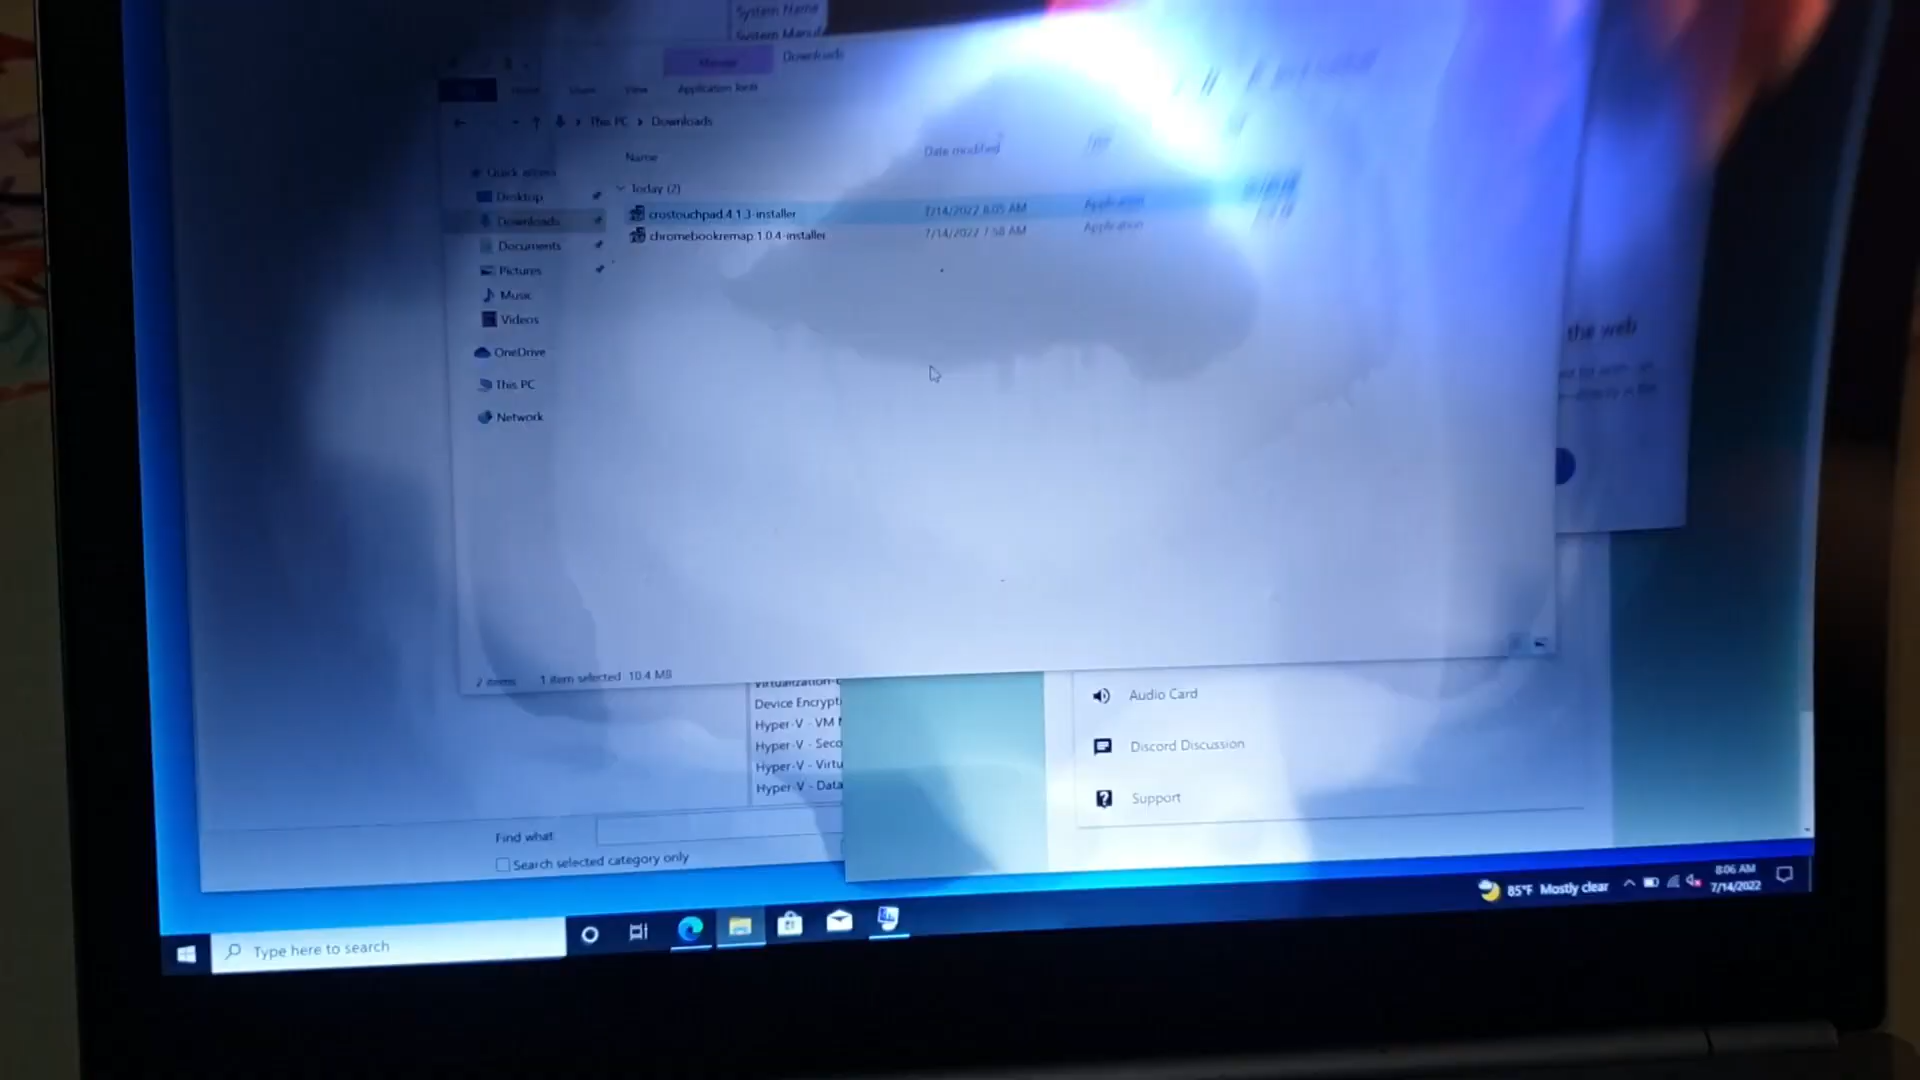 System Name
System Manuf
Manage
Downloads
View
Application Tools
This PC > Downloads
Name
Date modified
Type
Quick access
Today (2)
Desktop
crostouchpad.4.1.3-installer
7/14/2022 8:05 AM
Application
Downloads
chromebookremap.1.0.4-installer
7/14/2022 7:58 AM
Application
Documents
Pictures
Music
Videos
the web
OneDrive
This PC
Network
2 items
1 item selected 10.4 MB
Virtualization-b
Device Encrypti
Hyper-V - VM M
Hyper-V - Seco
Hyper-V - Virtu
Hyper-V - Data
Audio Card
Discord Discussion
Support
Find what:
Search selected category only
85°F Mostly clear
8:06 AM
7/14/2022
Type here to search